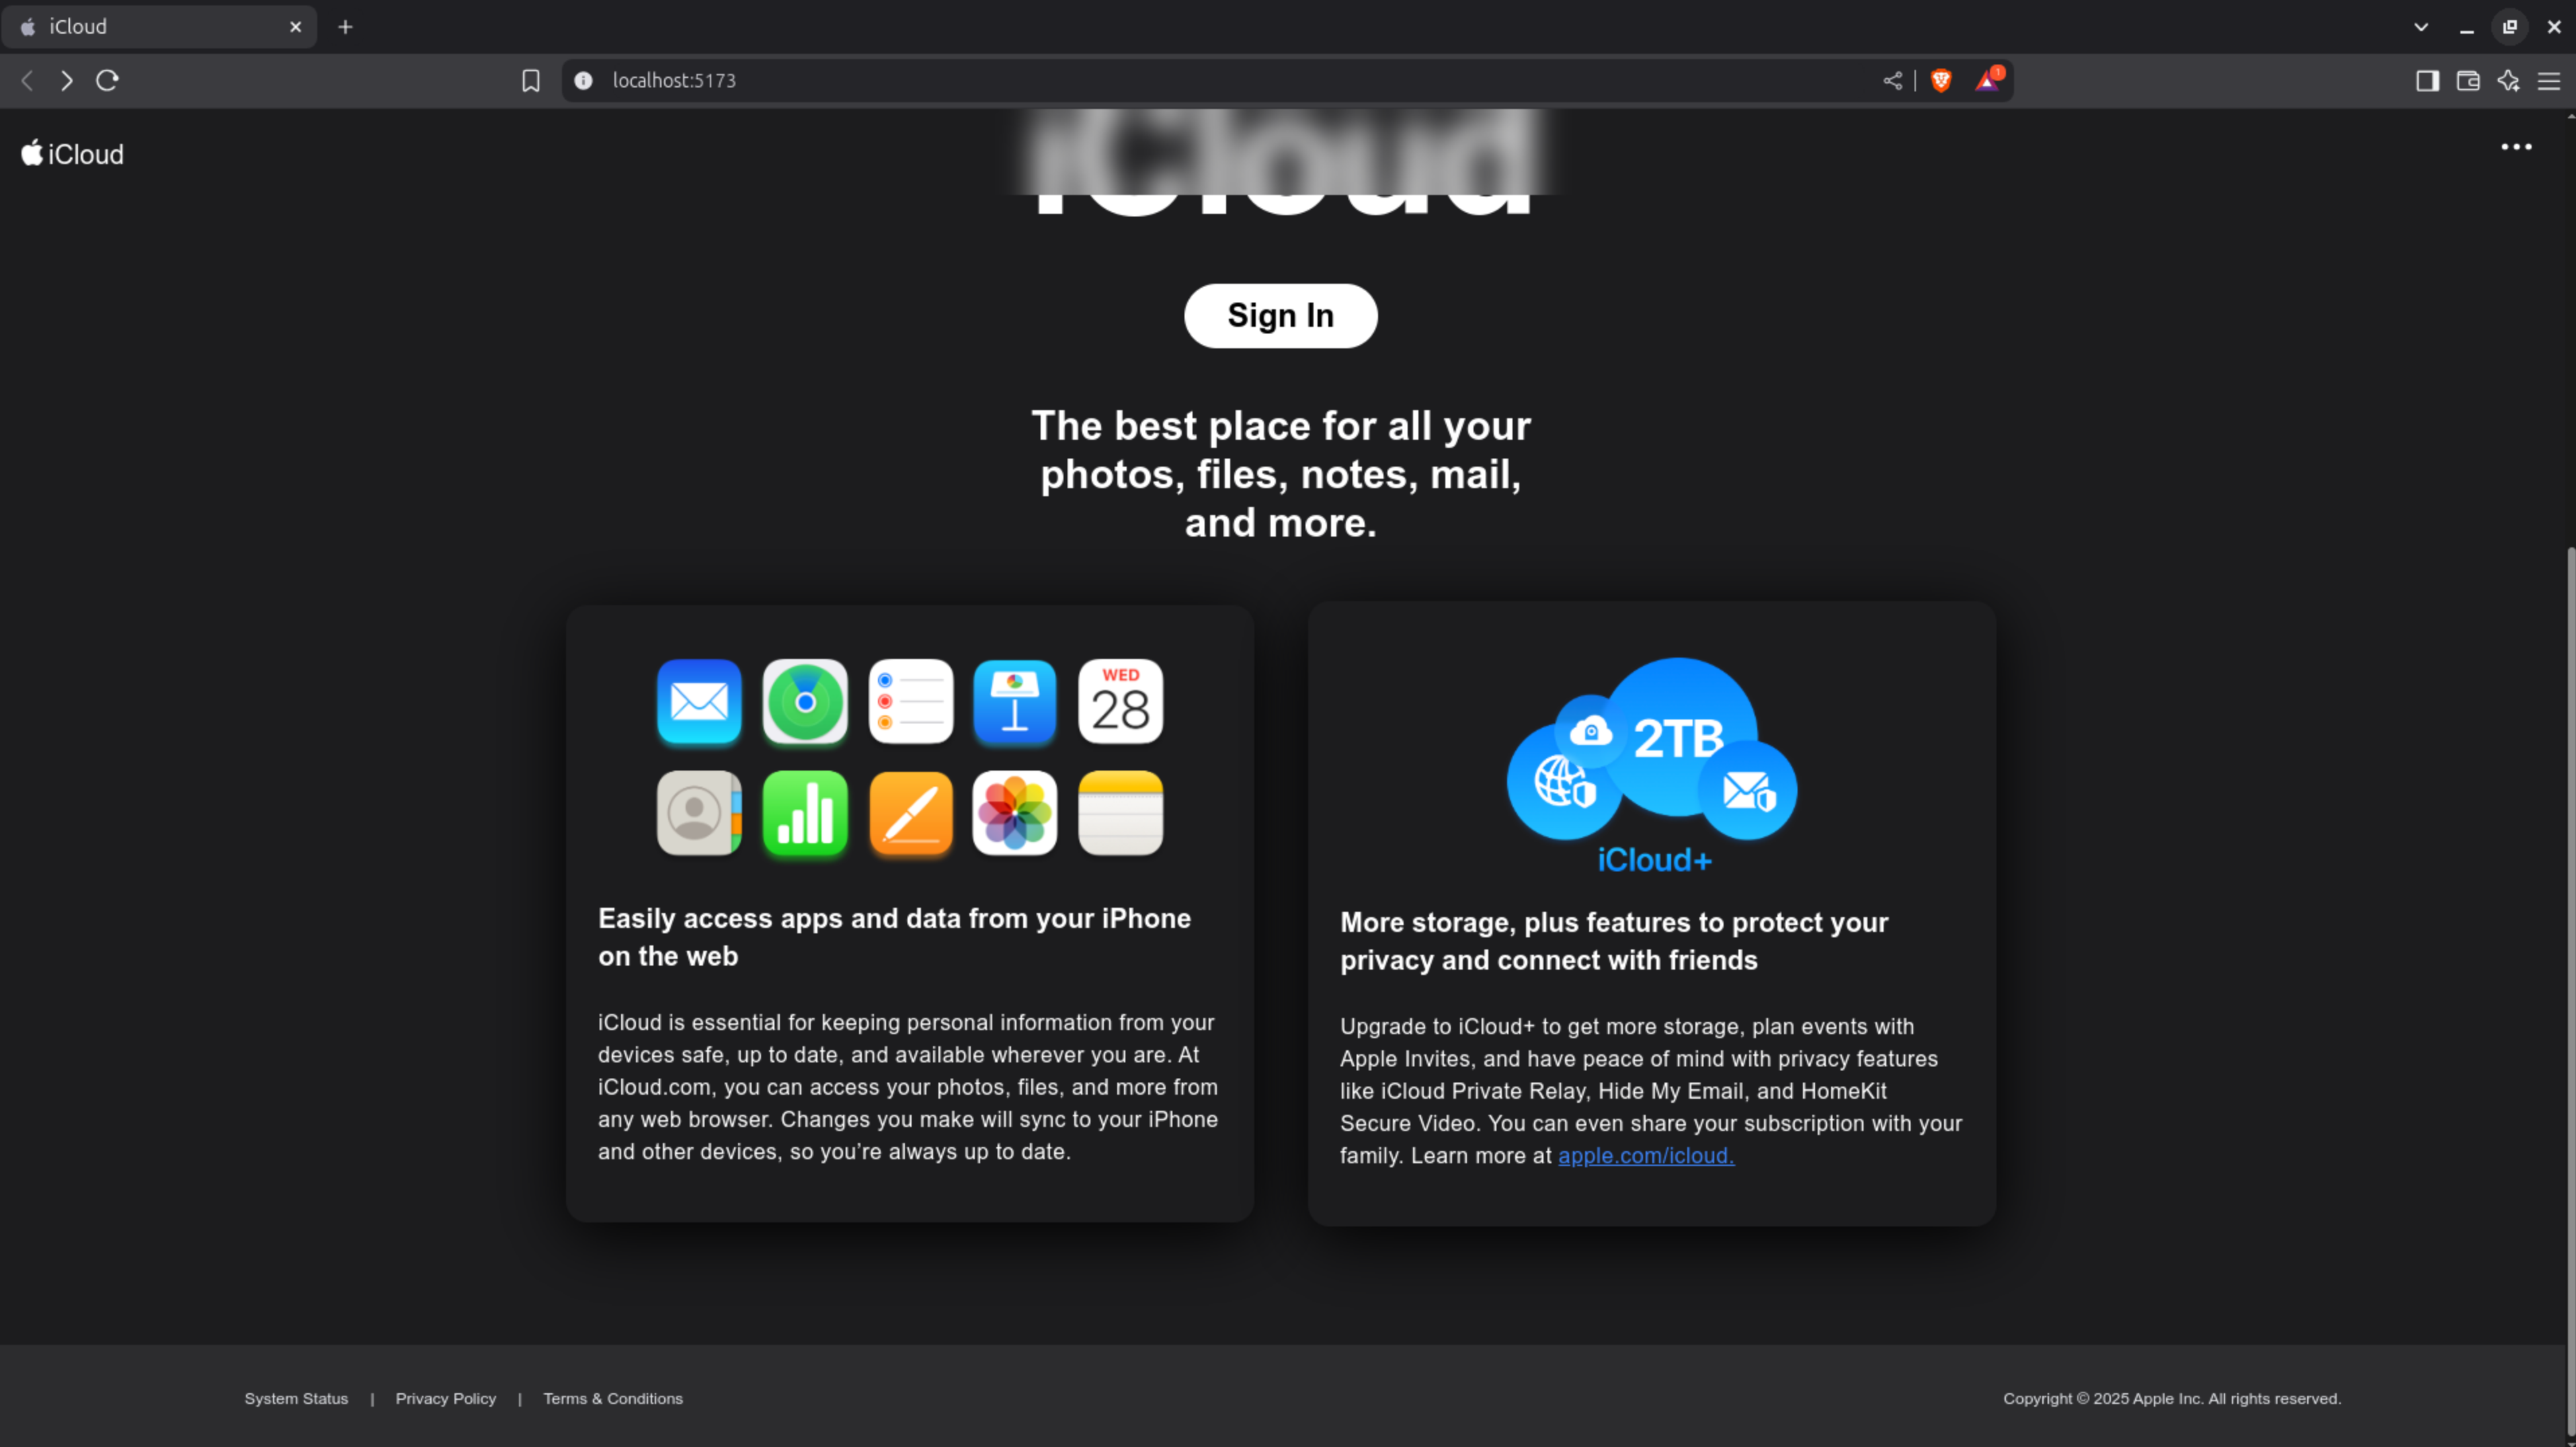 iCloud
localhost:5173
1
iCloud
iCloud
Sign In
The best place for all your
photos, files, notes, mail,
and more.
WED
28
2TB
iCloud+
Easily access apps and data from your iPhone
on the web
iCloud is essential for keeping personal information from your
devices safe, up to date, and available wherever you are. At
iCloud.com, you can access your photos, files, and more from
any web browser. Changes you make will sync to your iPhone
and other devices, so you’re always up to date.
More storage, plus features to protect your
privacy and connect with friends
Upgrade to iCloud+ to get more storage, plan events with
Apple Invites, and have peace of mind with privacy features
like iCloud Private Relay, Hide My Email, and HomeKit
Secure Video. You can even share your subscription with your
family. Learn more at apple.com/icloud.
System Status | Privacy Policy | Terms & Conditions
Copyright © 2025 Apple Inc. All rights reserved.